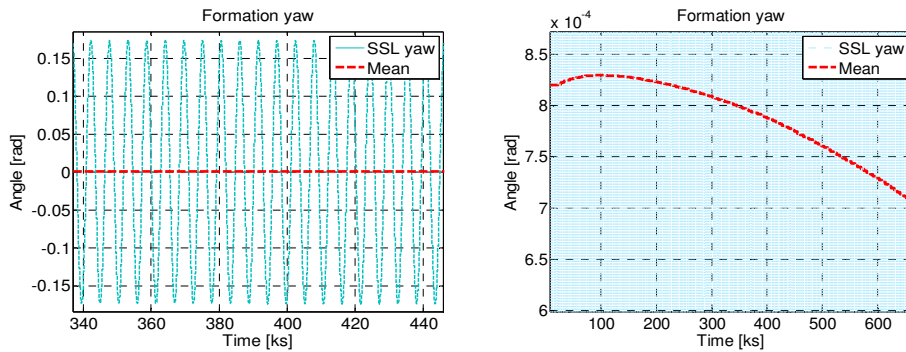 Formation yaw
SSL yaw
Mean
Angle [rad]
0.15
0.1
0.05
0
-0.05
-0.1
-0.15
340 360 380 400 420 440
Time [ks]
Formation yaw
x 10⁻⁴
SSL yaw
Mean
Angle [rad]
8.5
8
7.5
7
6.5
6
100 200 300 400 500 600
Time [ks]